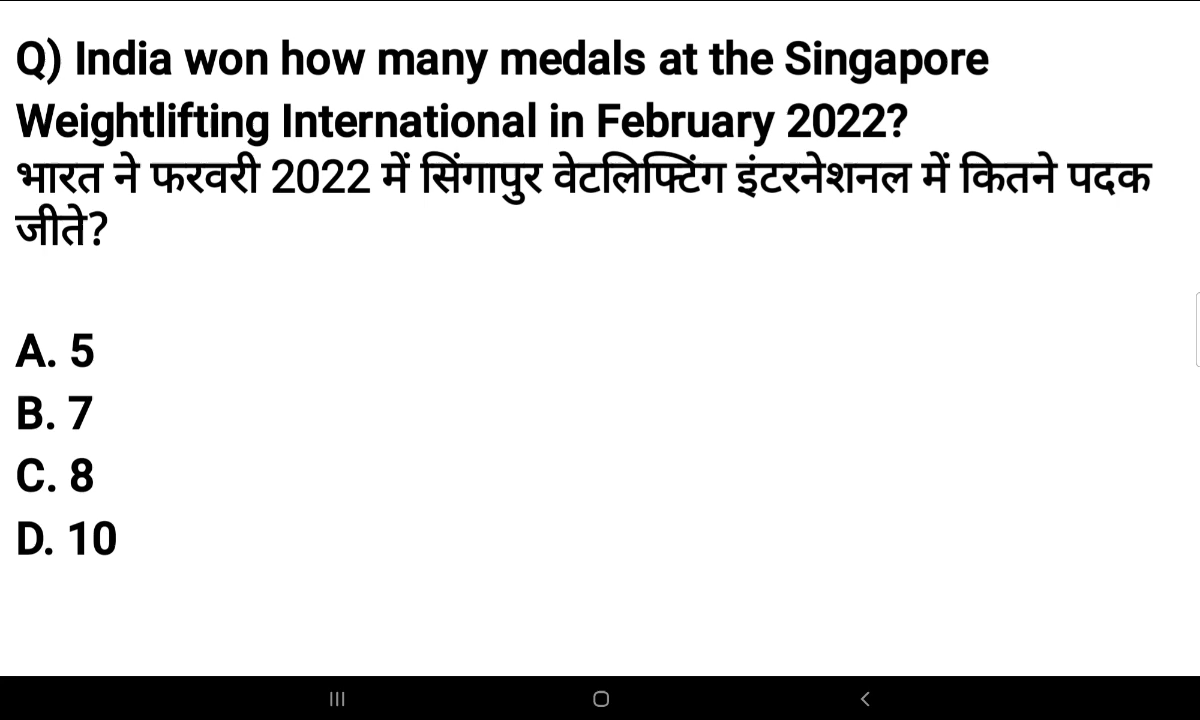 Q) India won how many medals at the Singapore
Weightlifting International in February 2022?
भारत ने फरवरी 2022 में सिंगापुर वेटलिफ्टिंग इंटरनेशनल में कितने पदक
जीते?
A. 5
B. 7
C. 8
D. 10